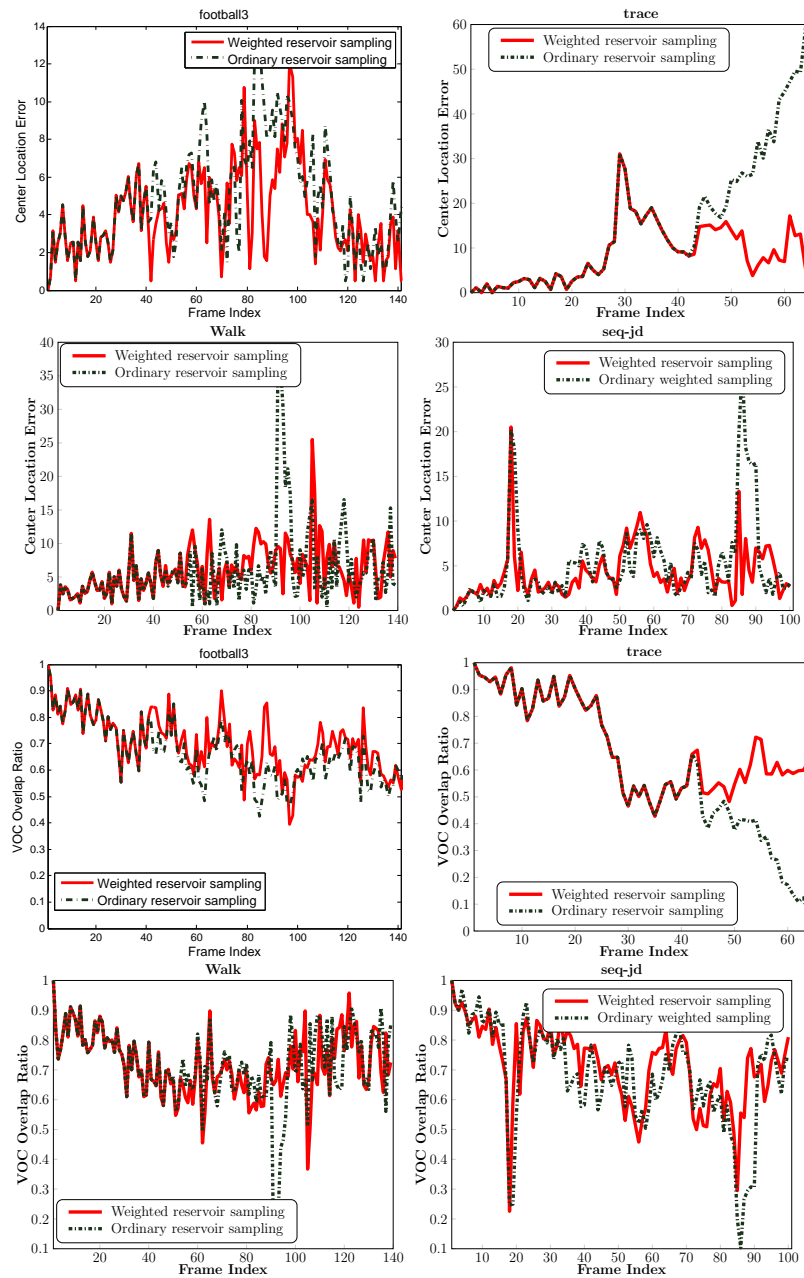 football3
Center Location Error
14
12
10
8
6
4
2
0
Weighted reservoir sampling
Ordinary reservoir sampling
20 40 60 80 100 120 140
Frame Index
trace
Center Location Error
60
50
40
30
20
10
0
Weighted reservoir sampling
Ordinary reservoir sampling
10 20 30 40 50 60
Frame Index
Walk
Center Location Error
40
35
30
25
20
15
10
5
0
Weighted reservoir sampling
Ordinary reservoir sampling
20 40 60 80 100 120 140
Frame Index
seq-jd
Center Location Error
30
25
20
15
10
5
0
Weighted reservoir sampling
Ordinary weighted sampling
10 20 30 40 50 60 70 80 90 100
Frame Index
football3
VOC Overlap Ratio
1
0.9
0.8
0.7
0.6
0.5
0.4
0.3
0.2
0.1
0
Weighted reservoir sampling
Ordinary reservoir sampling
20 40 60 80 100 120 140
Frame Index
trace
VOC Overlap Ratio
1
0.9
0.8
0.7
0.6
0.5
0.4
0.3
0.2
0.1
0
Weighted reservoir sampling
Ordinary reservoir sampling
10 20 30 40 50 60
Frame Index
Walk
VOC Overlap Ratio
1
0.9
0.8
0.7
0.6
0.5
0.4
0.3
0.2
0.1
Weighted reservoir sampling
Ordinary reservoir sampling
20 40 60 80 100 120 140
Frame Index
seq-jd
VOC Overlap Ratio
1
0.9
0.8
0.7
0.6
0.5
0.4
0.3
0.2
0.1
Weighted reservoir sampling
Ordinary weighted sampling
10 20 30 40 50 60 70 80 90 100
Frame Index